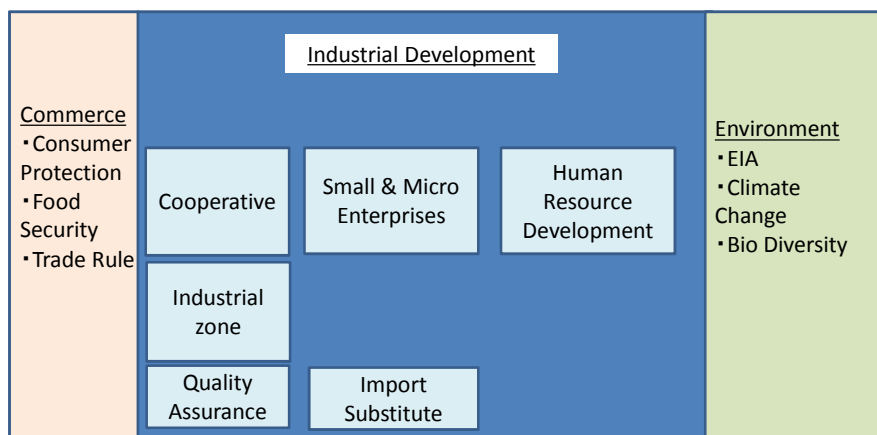 Industrial Development
Commerce
・Consumer
Protection
・Food
Security
・Trade Rule
Cooperative
Small & Micro
Enterprises
Human
Resource
Development
Industrial
zone
Quality
Assurance
Import
Substitute
Environment
・EIA
・Climate
Change
・Bio Diversity